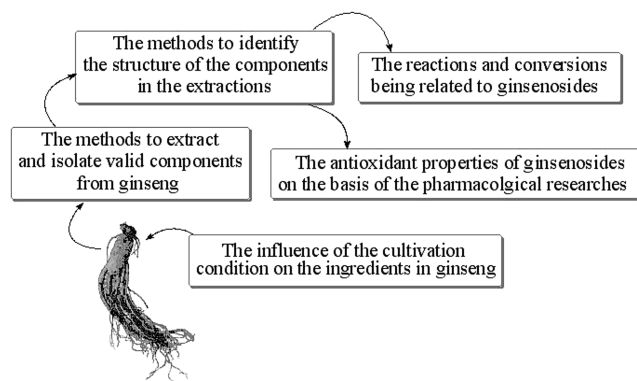 The methods to identify
the structure of the components
in the extractions
The reactions and conversions
being related to ginsenosides
The methods to extract
and isolate valid components
from ginseng
The antioxidant properties of ginsenosides
on the basis of the pharmacolgical researches
The influence of the cultivation
condition on the ingredients in ginseng